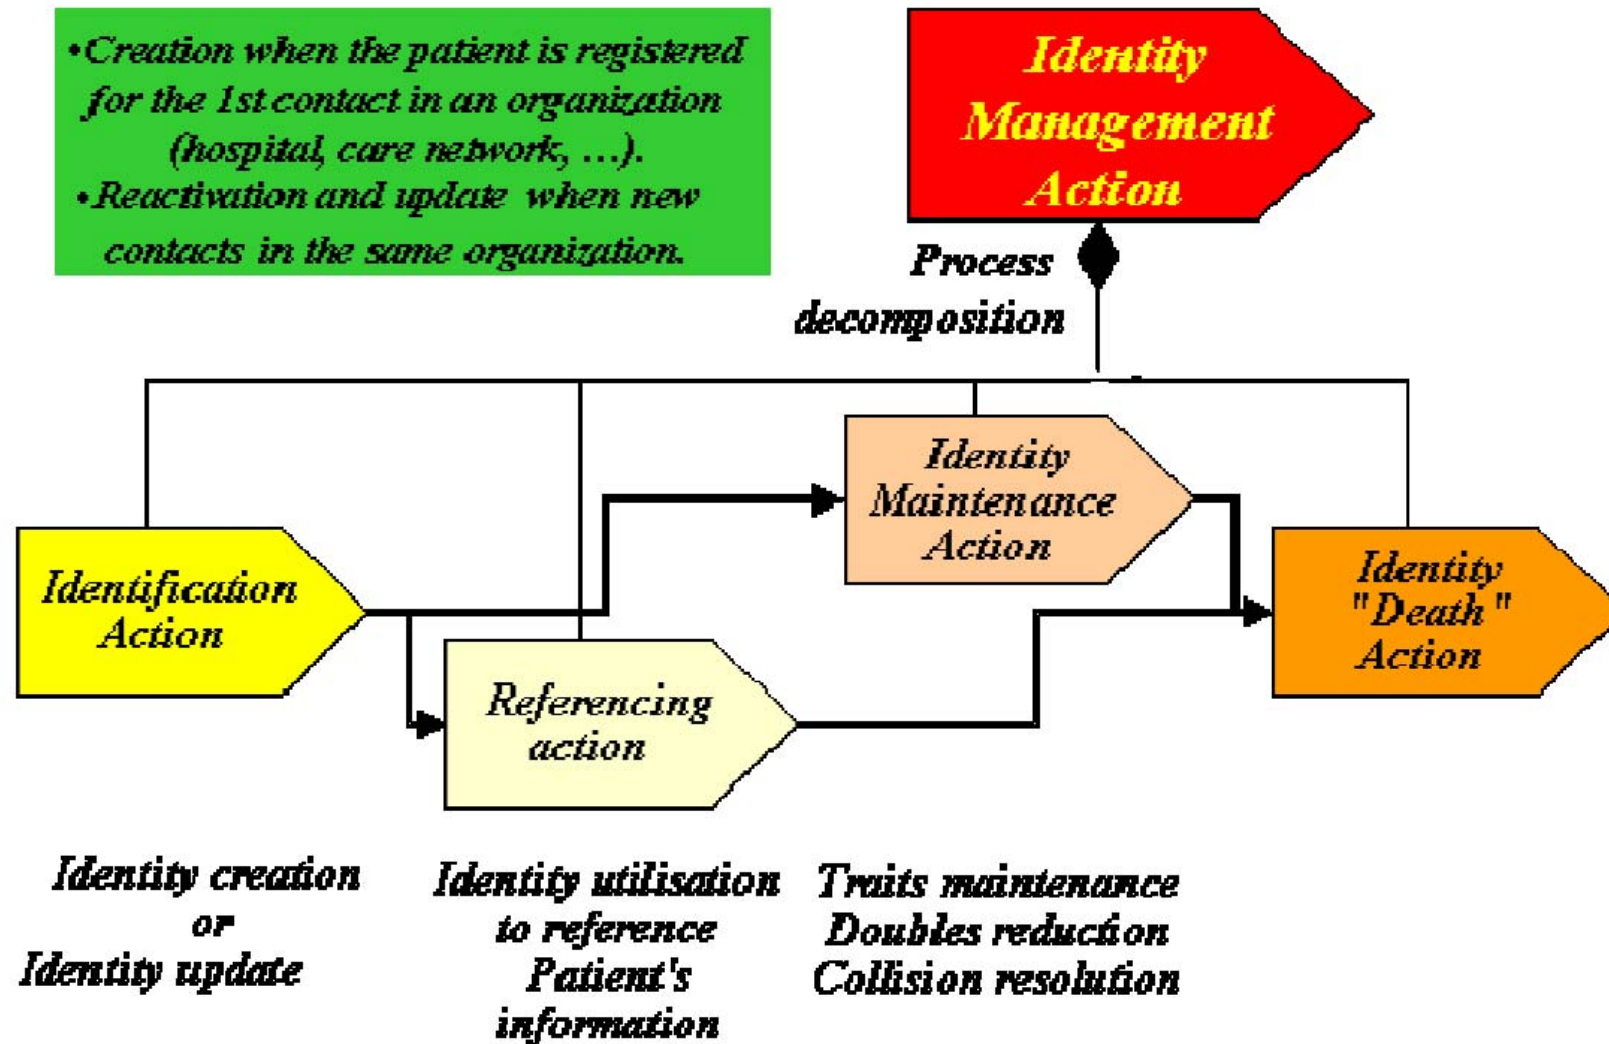 •Creation when the patient is registered
for the 1st contact in an organization
(hospital, care network, ...).
•Reactivation and update when new
contacts in the same organization.
Identity
Management
Action
Process
decomposition
Identity
Maintenance
Action
Identification
Action
Identity
"Death"
Action
Referencing
action
Identity creation
or
Identity update
Identity utilisation
to reference
Patient's
information
Traits maintenance
Doubles reduction
Collision resolution